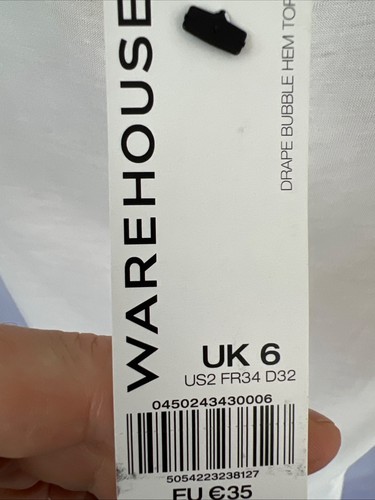 WAREHOUSE
DRAPE BUBBLE HEM TOP
UK 6
US2 FR34 D32
0450243430006
5054223238127
EU €35